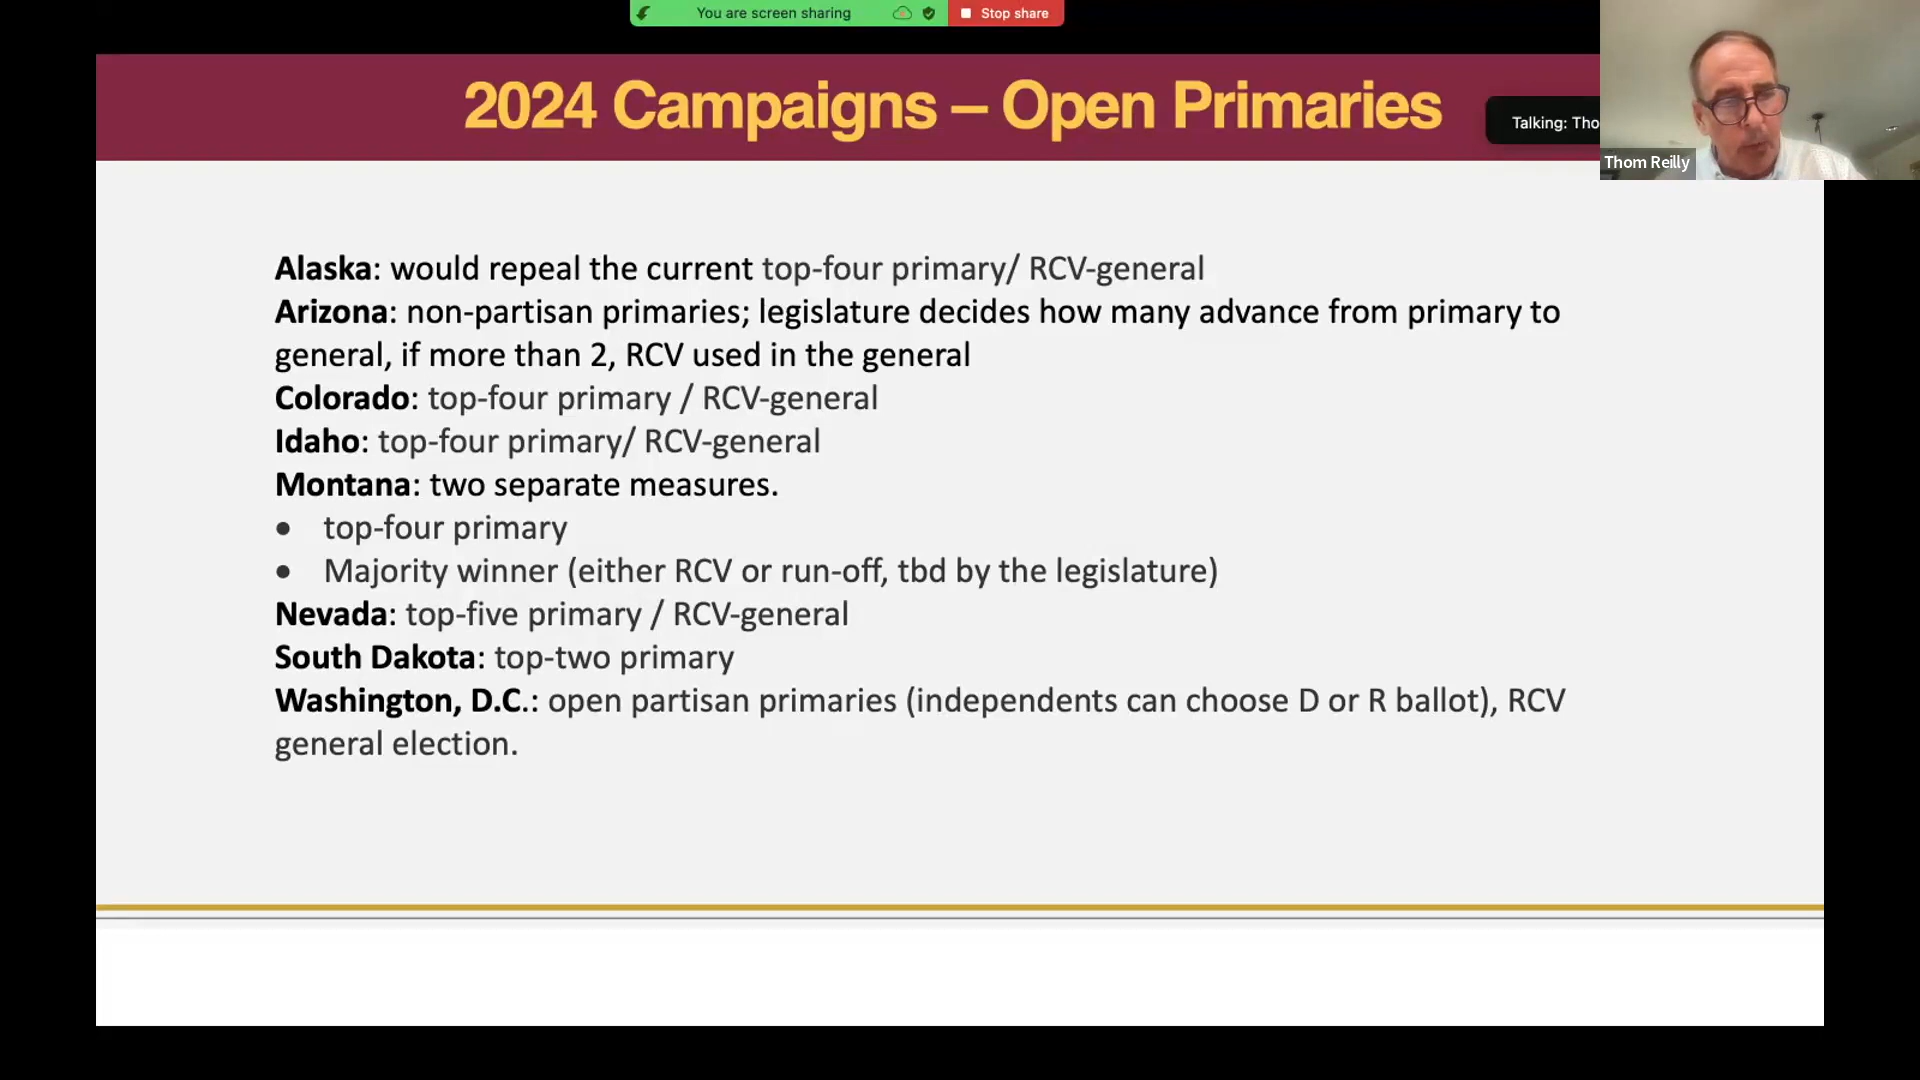 You are screen sharing
Stop share
2024 Campaigns – Open Primaries
Talking: Tho
Thom Reilly
Alaska: would repeal the current top-four primary/ RCV-general
Arizona: non-partisan primaries; legislature decides how many advance from primary to
general, if more than 2, RCV used in the general
Colorado: top-four primary / RCV-general
Idaho: top-four primary/ RCV-general
Montana: two separate measures.
• top-four primary
• Majority winner (either RCV or run-off, tbd by the legislature)
Nevada: top-five primary / RCV-general
South Dakota: top-two primary
Washington, D.C.: open partisan primaries (independents can choose D or R ballot), RCV
general election.